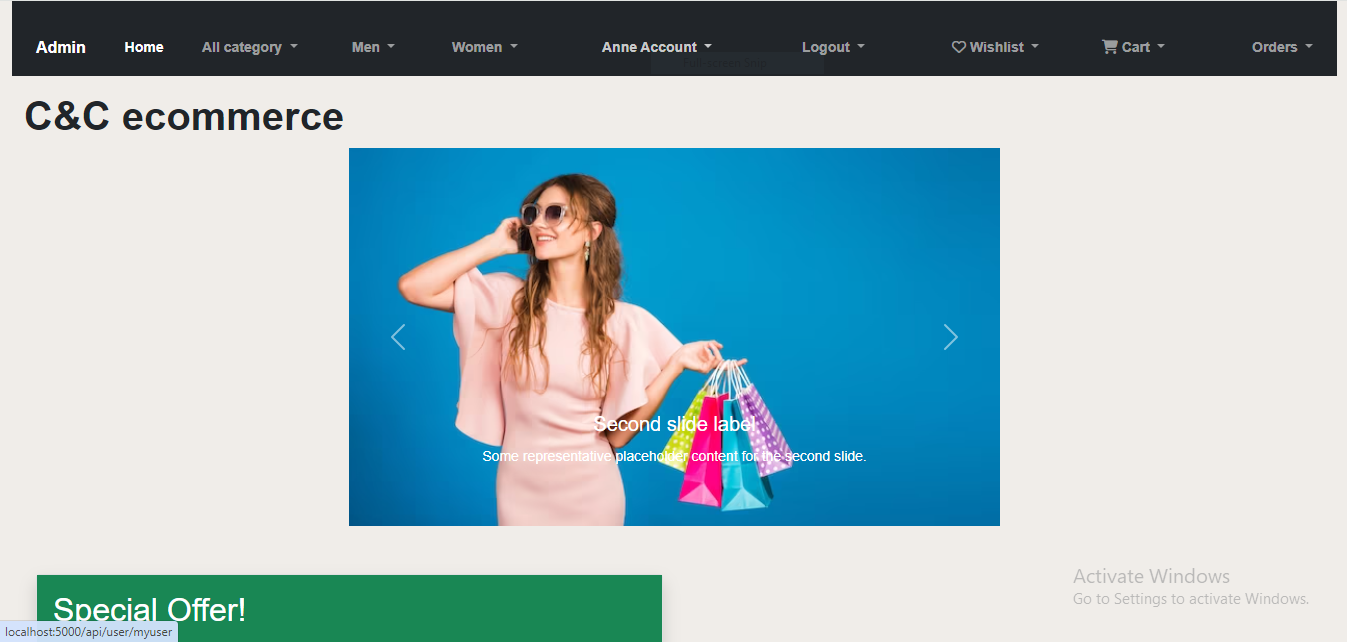 Admin Home All category Men Women Anne Account Logout Wishlist Cart Orders
C&C ecommerce
Second slide label
Some representative placeholder content for the second slide.
Activate Windows
Go to Settings to activate Windows.
Special Offer!
localhost:5000/api/user/myuser